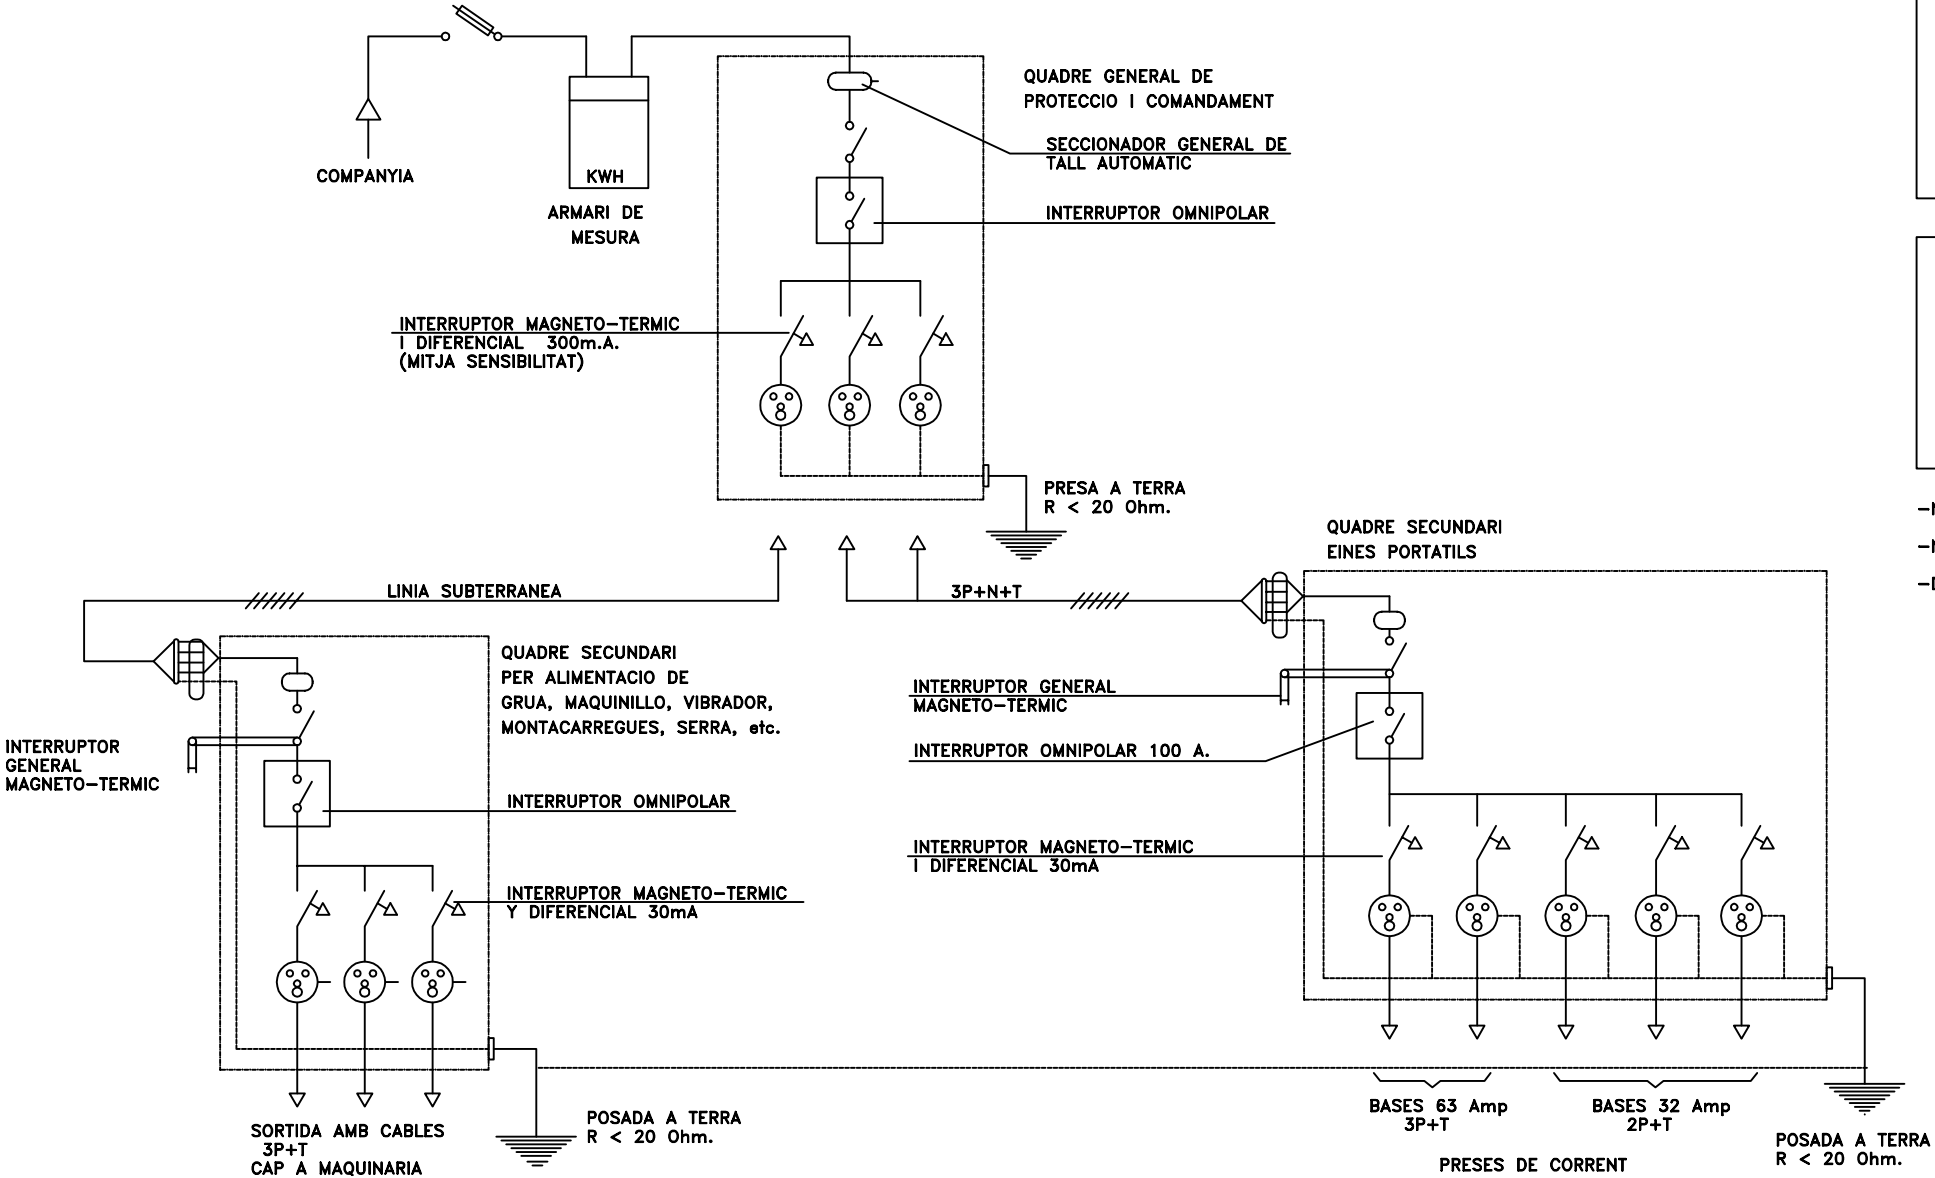 COMPANYIA
KWH
ARMARI DE
MESURA
QUADRE GENERAL DE
PROTECCIO I COMANDAMENT
SECCIONADOR GENERAL DE
TALL AUTOMATIC
INTERRUPTOR OMNIPOLAR
INTERRUPTOR MAGNETO-TERMIC
I DIFERENCIAL 300m.A.
(MITJA SENSIBILITAT)
PRESA A TERRA
R < 20 Ohm.
LINIA SUBTERRANEA
3P+N+T
QUADRE SECUNDARI
EINES PORTATILS
QUADRE SECUNDARI
PER ALIMENTACIO DE
GRUA, MAQUINILLO, VIBRADOR,
MONTACARREGUES, SERRA, etc.
INTERRUPTOR
GENERAL
MAGNETO-TERMIC
INTERRUPTOR OMNIPOLAR
INTERRUPTOR MAGNETO-TERMIC
Y DIFERENCIAL 30mA
INTERRUPTOR GENERAL
MAGNETO-TERMIC
INTERRUPTOR OMNIPOLAR 100 A.
INTERRUPTOR MAGNETO-TERMIC
I DIFERENCIAL 30mA
SORTIDA AMB CABLES
3P+T
CAP A MAQUINARIA
POSADA A TERRA
R < 20 Ohm.
BASES 63 Amp
3P+T
BASES 32 Amp
2P+T
PRESES DE CORRENT
POSADA A TERRA
R < 20 Ohm.